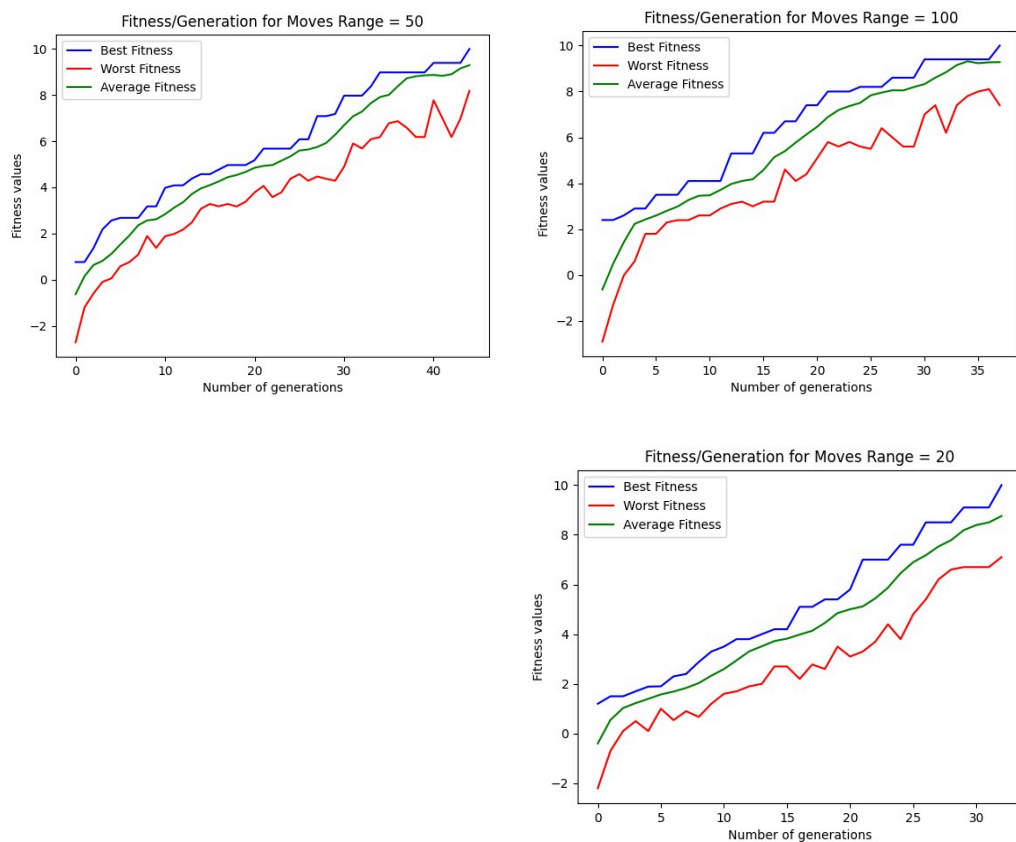 Fitness/Generation for Moves Range = 50
Best Fitness
Worst Fitness
Average Fitness
Fitness values
10
8
6
4
2
0
−2
0
10
20
30
40
Number of generations
Fitness/Generation for Moves Range = 100
Best Fitness
Worst Fitness
Average Fitness
Fitness values
10
8
6
4
2
0
−2
0
5
10
15
20
25
30
35
Number of generations
Fitness/Generation for Moves Range = 20
Best Fitness
Worst Fitness
Average Fitness
Fitness values
10
8
6
4
2
0
−2
0
5
10
15
20
25
30
Number of generations